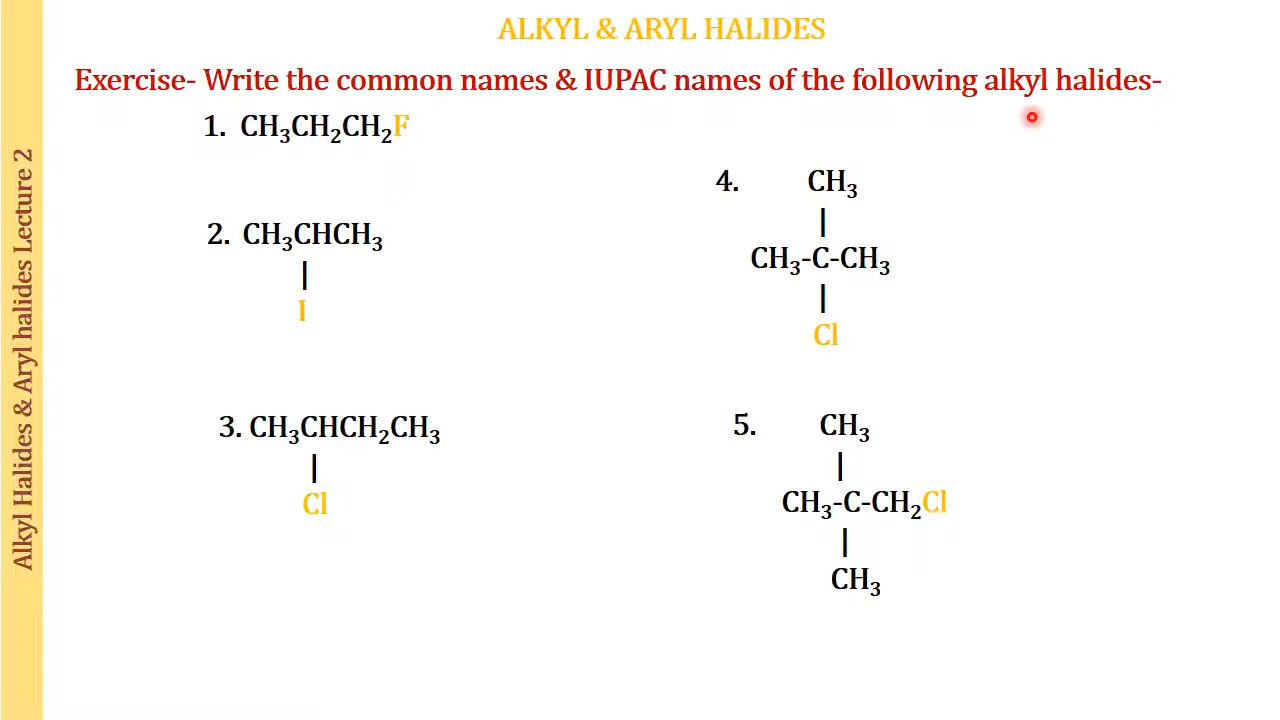 ALKYL & ARYL HALIDES
Exercise- Write the common names & IUPAC names of the following alkyl halides-
1. CH₃CH₂CH₂F
2. CH₃CHCH₃
|
I
3. CH₃CHCH₂CH₃
|
Cl
4. CH₃
|
CH₃-C-CH₃
|
Cl
5. CH₃
|
CH₃-C-CH₂Cl
|
CH₃
Alkyl Halides & Aryl halides Lecture 2